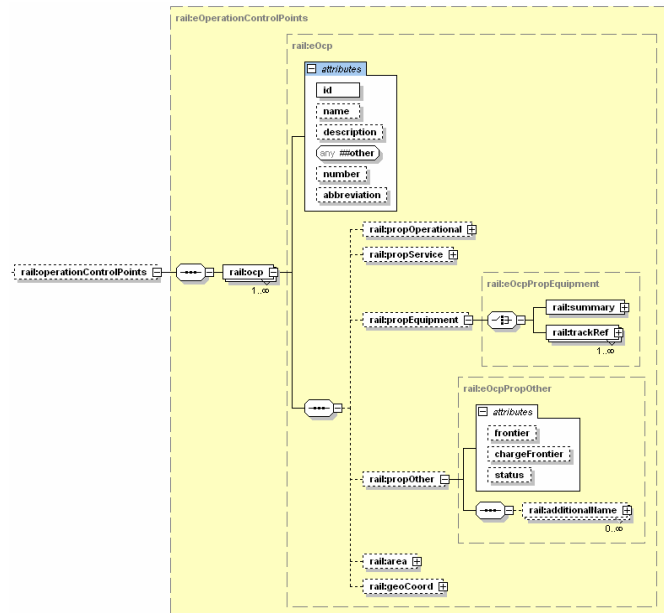 rail:eOperationControlPoints
rail:eOcp
attributes
id
name
description
any ##other
number
abbreviation
rail:operationControlPoints
rail:ocp
1..∞
rail:propOperational
rail:propService
rail:eOcpPropEquipment
rail:propEquipment
rail:summary
rail:trackRef
1..∞
rail:eOcpPropOther
attributes
frontier
chargeFrontier
status
rail:propOther
rail:additionalName
0..∞
rail:area
rail:geoCoord